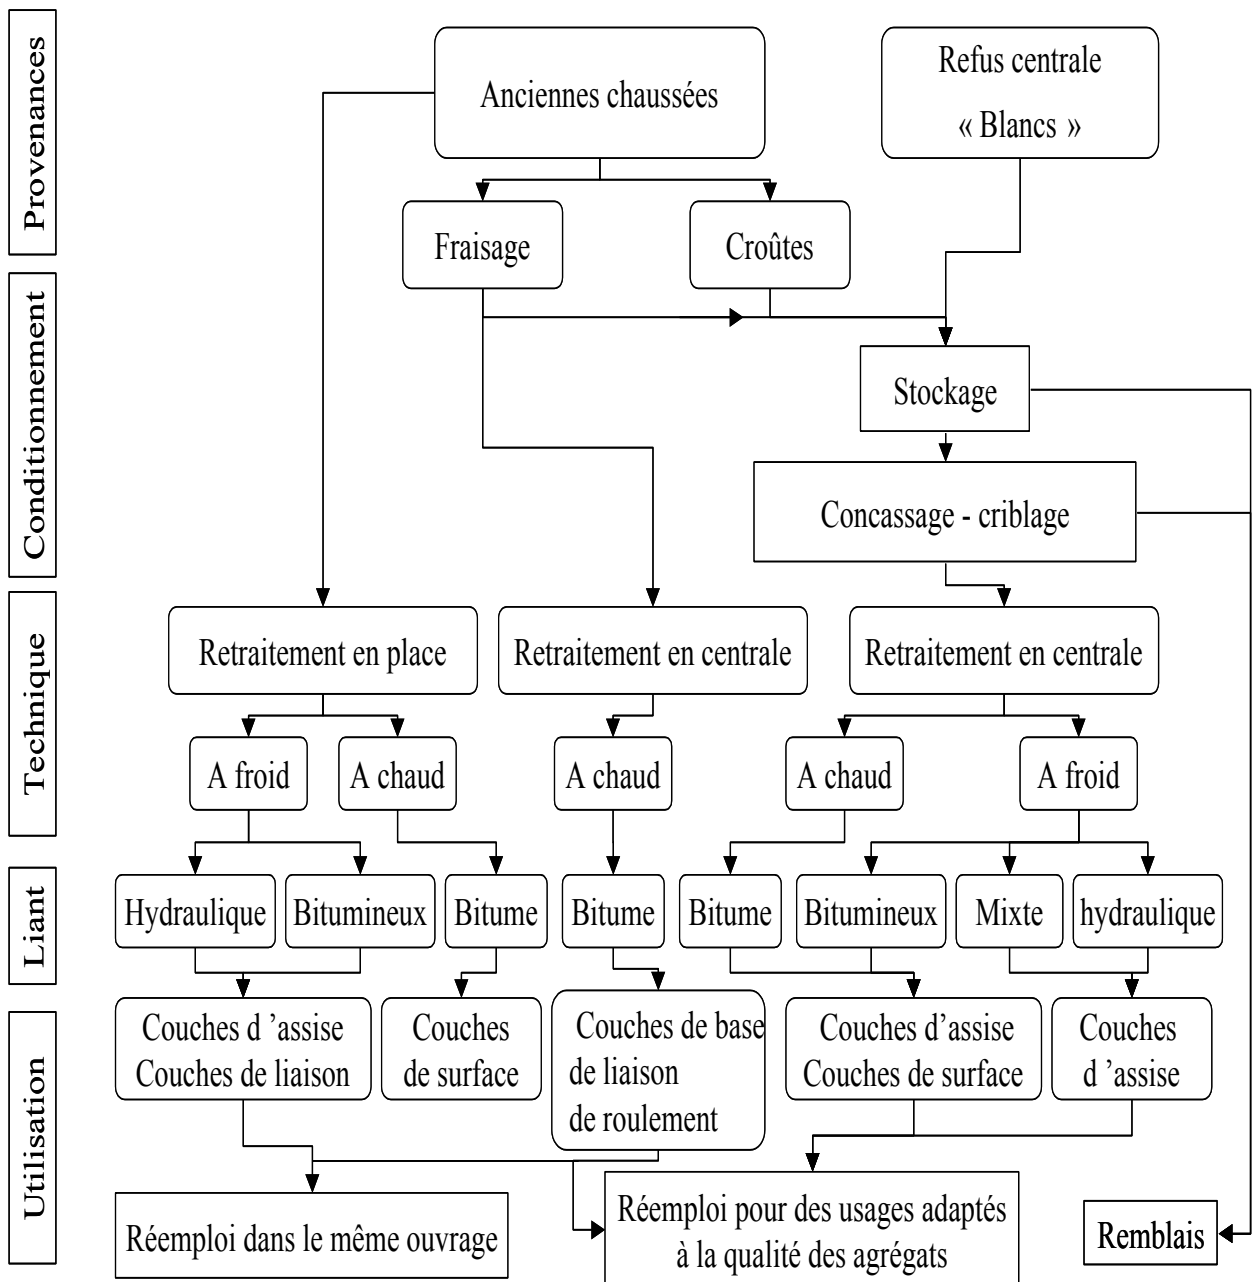 Provenances
Anciennes chaussées
Refus centrale
« Blancs »
Fraisage
Croûtes
Conditionnement
Stockage
Concassage - criblage
Technique
Retraitement en place
Retraitement en centrale
Retraitement en centrale
A froid
A chaud
A chaud
A chaud
A froid
Liant
Hydraulique
Bitumineux
Bitume
Bitume
Bitume
Bitumineux
Mixte
hydraulique
Utilisation
Couches d ’assise
Couches de liaison
Couches
de surface
Couches de base
de liaison
de roulement
Couches d’assise
Couches de surface
Couches
d ’assise
Réemploi dans le même ouvrage
Réemploi pour des usages adaptés
à la qualité des agrégats
Remblais